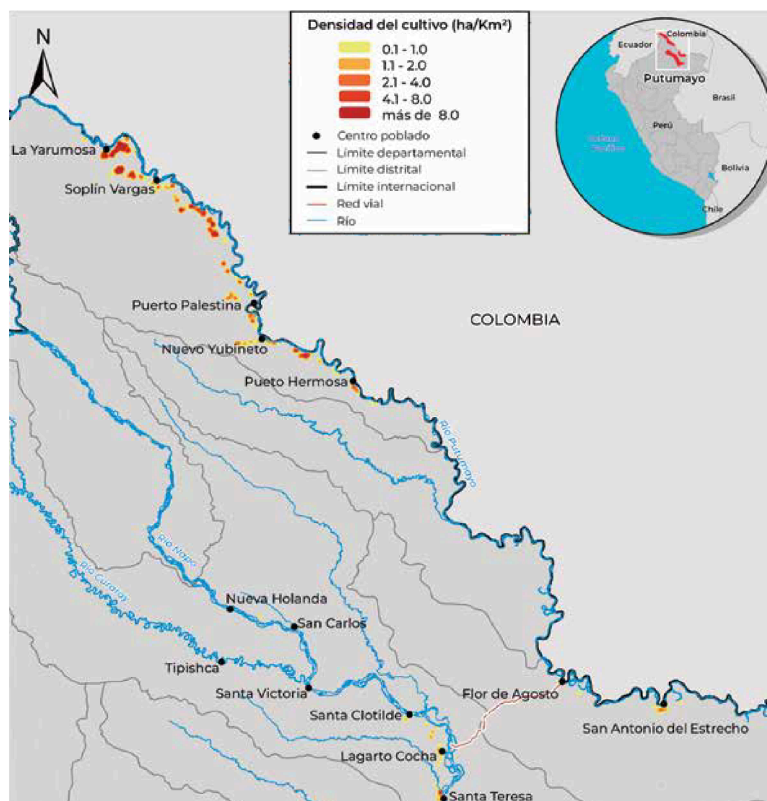 N
Densidad del cultivo (ha/Km²)
0.1 - 1.0
1.1 - 2.0
2.1 - 4.0
4.1 - 8.0
más de 8.0
Centro poblado
Límite departamental
Límite distrital
Límite internacional
Red vial
Río
Colombia
Ecuador
Putumayo
Brasil
Perú
Bolivia
Chile
La Yarumosa
Soplín Vargas
Puerto Palestina
COLOMBIA
Nuevo Yubineto
Pueto Hermosa
Río Putumayo
Río Napo
Río Curaray
Nueva Holanda
San Carlos
Tipishca
Santa Victoria
Flor de Agosto
Santa Clotilde
San Antonio del Estrecho
Lagarto Cocha
Santa Teresa